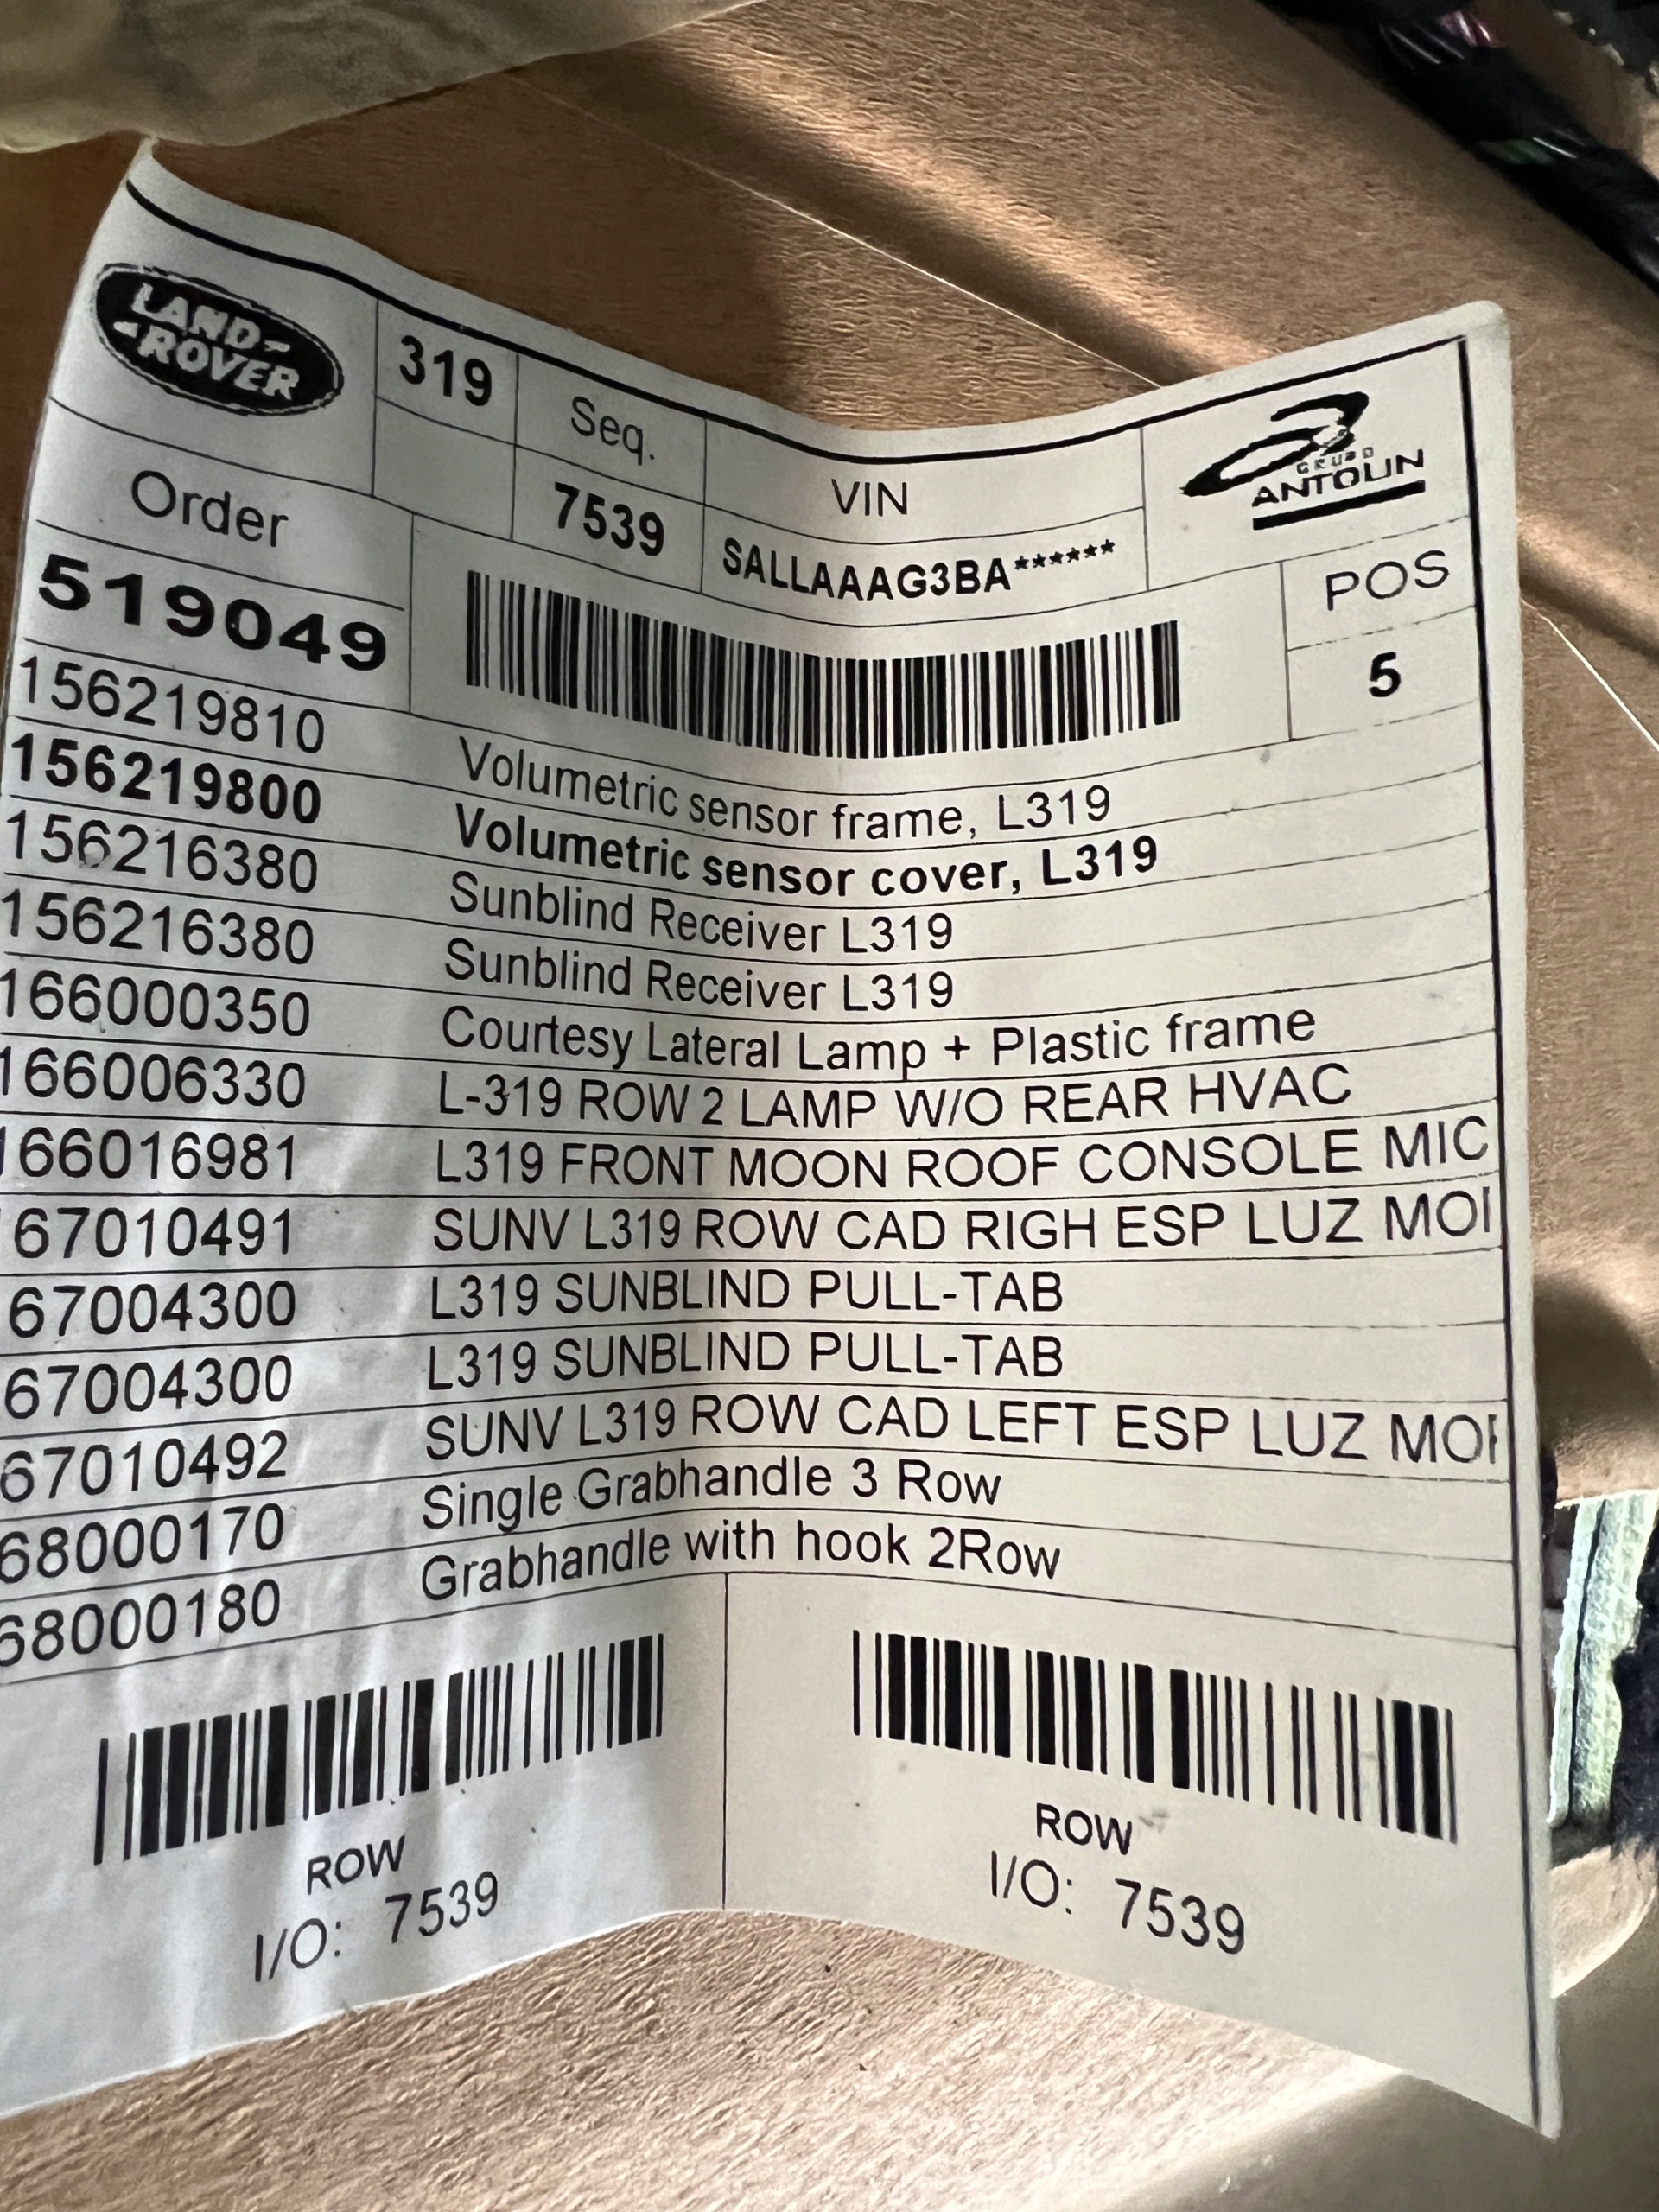 LAND-
-ROVER
319
Seq.
VIN
GRUPO
ANTOLIN
Order
7539
SALLAAAG3BA******
POS
519049
5
156219810 Volumetric sensor frame, L319
156219800 Volumetric sensor cover, L319
156216380 Sunblind Receiver L319
156216380 Sunblind Receiver L319
166000350 Courtesy Lateral Lamp + Plastic frame
166006330 L-319 ROW 2 LAMP W/O REAR HVAC
166016981 L319 FRONT MOON ROOF CONSOLE MIC
67010491 SUNV L319 ROW CAD RIGH ESP LUZ
67004300 L319 SUNBLIND PULL-TAB
67004300 L319 SUNBLIND PULL-TAB
67010492 SUNV L319 ROW CAD LEFT ESP LUZ
68000170 Single Grabhandle 3 Row
68000180 Grabhandle with hook 2Row
ROW
I/O: 7539
ROW
I/O: 7539